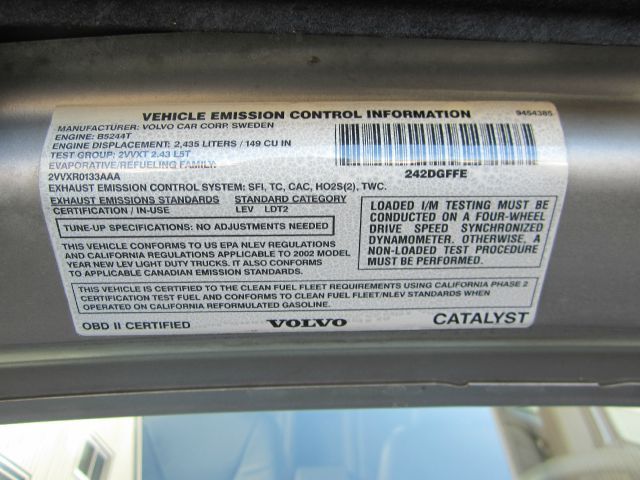 VEHICLE EMISSION CONTROL INFORMATION 9454385
MANUFACTURER: VOLVO CAR CORP. SWEDEN
ENGINE: B5244T
ENGINE DISPLACEMENT: 2,435 LITERS / 149 CU IN
TEST GROUP: 2VVXT 2.43 L5T
EVAPORATIVE/REFUELING FAMILY:
2VVXR0133AAA
242DGFFE
EXHAUST EMISSION CONTROL SYSTEM: SFI, TC, CAC, HO2S(2), TWC.
EXHAUST EMISSIONS STANDARDS STANDARD CATEGORY
CERTIFICATION / IN-USE LEV LDT2
TUNE-UP SPECIFICATIONS: NO ADJUSTMENTS NEEDED
THIS VEHICLE CONFORMS TO US EPA NLEV REGULATIONS
AND CALIFORNIA REGULATIONS APPLICABLE TO 2002 MODEL
YEAR NEW LEV LIGHT DUTY TRUCKS. IT ALSO CONFORMS
TO APPLICABLE CANADIAN EMISSION STANDARDS.
LOADED I/M TESTING MUST BE
CONDUCTED ON A FOUR-WHEEL
DRIVE SPEED SYNCHRONIZED
DYNAMOMETER. OTHERWISE, A
NON-LOADED TEST PROCEDURE
MUST BE PERFORMED.
THIS VEHICLE IS CERTIFIED TO THE CLEAN FUEL FLEET REQUIREMENTS USING CALIFORNIA PHASE 2
CERTIFICATION TEST FUEL AND CONFORMS TO CLEAN FUEL FLEET/NLEV STANDARDS WHEN
OPERATED ON CALIFORNIA REFORMULATED GASOLINE.
OBD II CERTIFIED VOLVO CATALYST